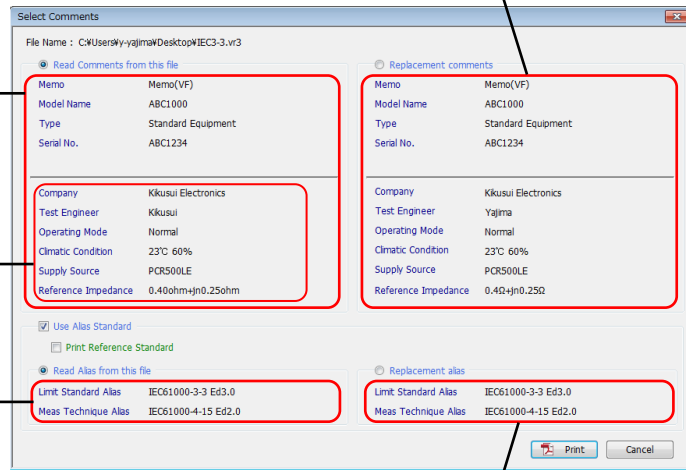 Select Comments
File Name : C:¥Users¥y-yajima¥Desktop¥IEC3-3.vr3
Read Comments from this file
Memo Memo(VF)
Model Name ABC1000
Type Standard Equipment
Serial No. ABC1234
Company Kikusui Electronics
Test Engineer Kikusui
Operating Mode Normal
Climatic Condition 23℃ 60%
Supply Source PCR500LE
Reference Impedance 0.40ohm+jn0.25ohm
Replacement comments
Memo Memo(VF)
Model Name ABC1000
Type Standard Equipment
Serial No. ABC1234
Company Kikusui Electronics
Test Engineer Yajima
Operating Mode Normal
Climatic Condition 23℃ 60%
Supply Source PCR500LE
Reference Impedance 0.4Ω+jn0.25Ω
Use Alias Standard
Print Reference Standard
Read Alias from this file
Limit Standard Alias IEC61000-3-3 Ed3.0
Meas Technique Alias IEC61000-4-15 Ed2.0
Replacement alias
Limit Standard Alias IEC61000-3-3 Ed3.0
Meas Technique Alias IEC61000-4-15 Ed2.0
Print
Cancel